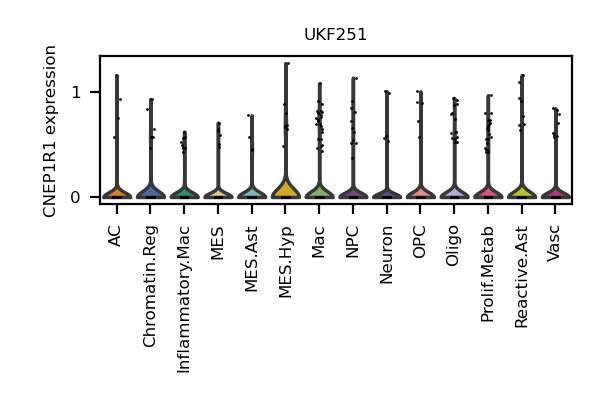 UKF251
CNEP1R1 expression
1
0
AC
Chromatin.Reg
Inflammatory.Mac
MES
MES.Ast
MES.Hyp
Mac
NPC
Neuron
OPC
Oligo
Prolif.Metab
Reactive.Ast
Vasc